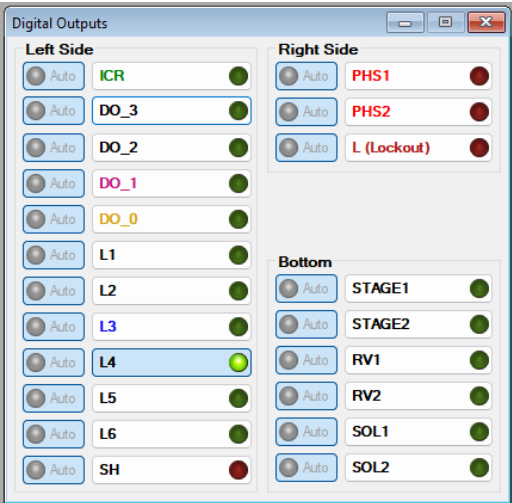 Digital Outputs
Left Side
Auto ICR
Auto DO_3
Auto DO_2
Auto DO_1
Auto DO_0
Auto L1
Auto L2
Auto L3
Auto L4
Auto L5
Auto L6
Auto SH
Right Side
Auto PHS1
Auto PHS2
Auto L (Lockout)
Bottom
Auto STAGE1
Auto STAGE2
Auto RV1
Auto RV2
Auto SOL1
Auto SOL2